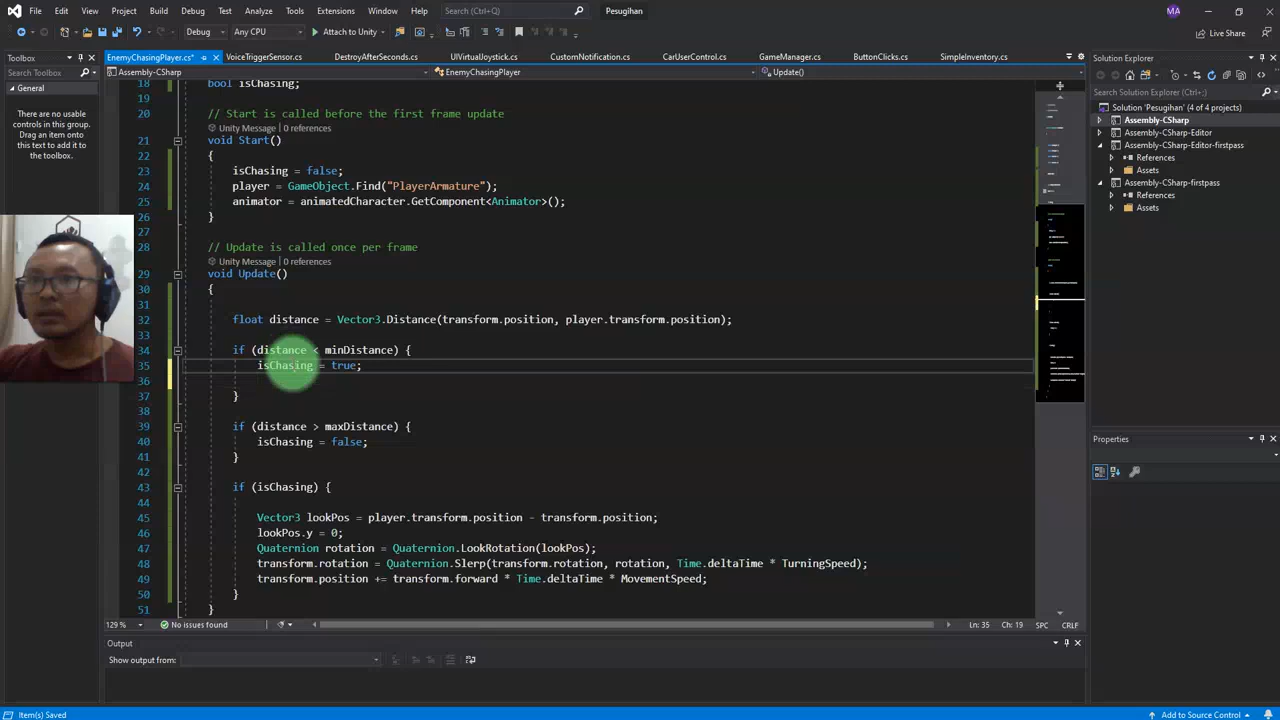 File Edit View Project Build Debug Test Analyze Tools Extensions Window Help Search (Ctrl+;) Pesugihan MA
Debug Any CPU Attach to Unity Live Share
Toolbox
EnemyChasingPlayer.cs* VoiceTriggerSensor.cs DestroyAfterSeconds.cs UIVirtualJoystick.cs CustomNotification.cs CarUserControl.cs GameManager.cs ButtonClicks.cs SimpleInventory.cs
Solution Explorer
Search Toolbox
Assembly-CSharp EnemyChasingPlayer Update()
General
There are no usable
controls in this group.
Drag an item onto
this text to add it to
the toolbox.
18 bool isChasing;
19
20 // Start is called before the first frame update
Unity Message | 0 references
21 void Start()
22 {
23 isChasing = false;
24 player = GameObject.Find("PlayerArmature");
25 animator = animatedCharacter.GetComponent<Animator>();
26 }
27
28 // Update is called once per frame
Unity Message | 0 references
29 void Update()
30 {
31
32 float distance = Vector3.Distance(transform.position, player.transform.position);
33
34 if (distance < minDistance) {
35 isChasing = true;
36
37 }
38
39 if (distance > maxDistance) {
40 isChasing = false;
41 }
42
43 if (isChasing) {
44
45 Vector3 lookPos = player.transform.position - transform.position;
46 lookPos.y = 0;
47 Quaternion rotation = Quaternion.LookRotation(lookPos);
48 transform.rotation = Quaternion.Slerp(transform.rotation, rotation, Time.deltaTime * TurningSpeed);
49 transform.position += transform.forward * Time.deltaTime * MovementSpeed;
50 }
51 }
Search Solution Explorer (Ctrl+;)
Solution 'Pesugihan' (4 of 4 projects)
Assembly-CSharp
Assembly-CSharp-Editor
Assembly-CSharp-Editor-firstpass
References
Assets
Assembly-CSharp-firstpass
References
Assets
Properties
129 % No issues found Ln: 35 Ch: 19 SPC CRLF
Output
Show output from:
Item(s) Saved Add to Source Control